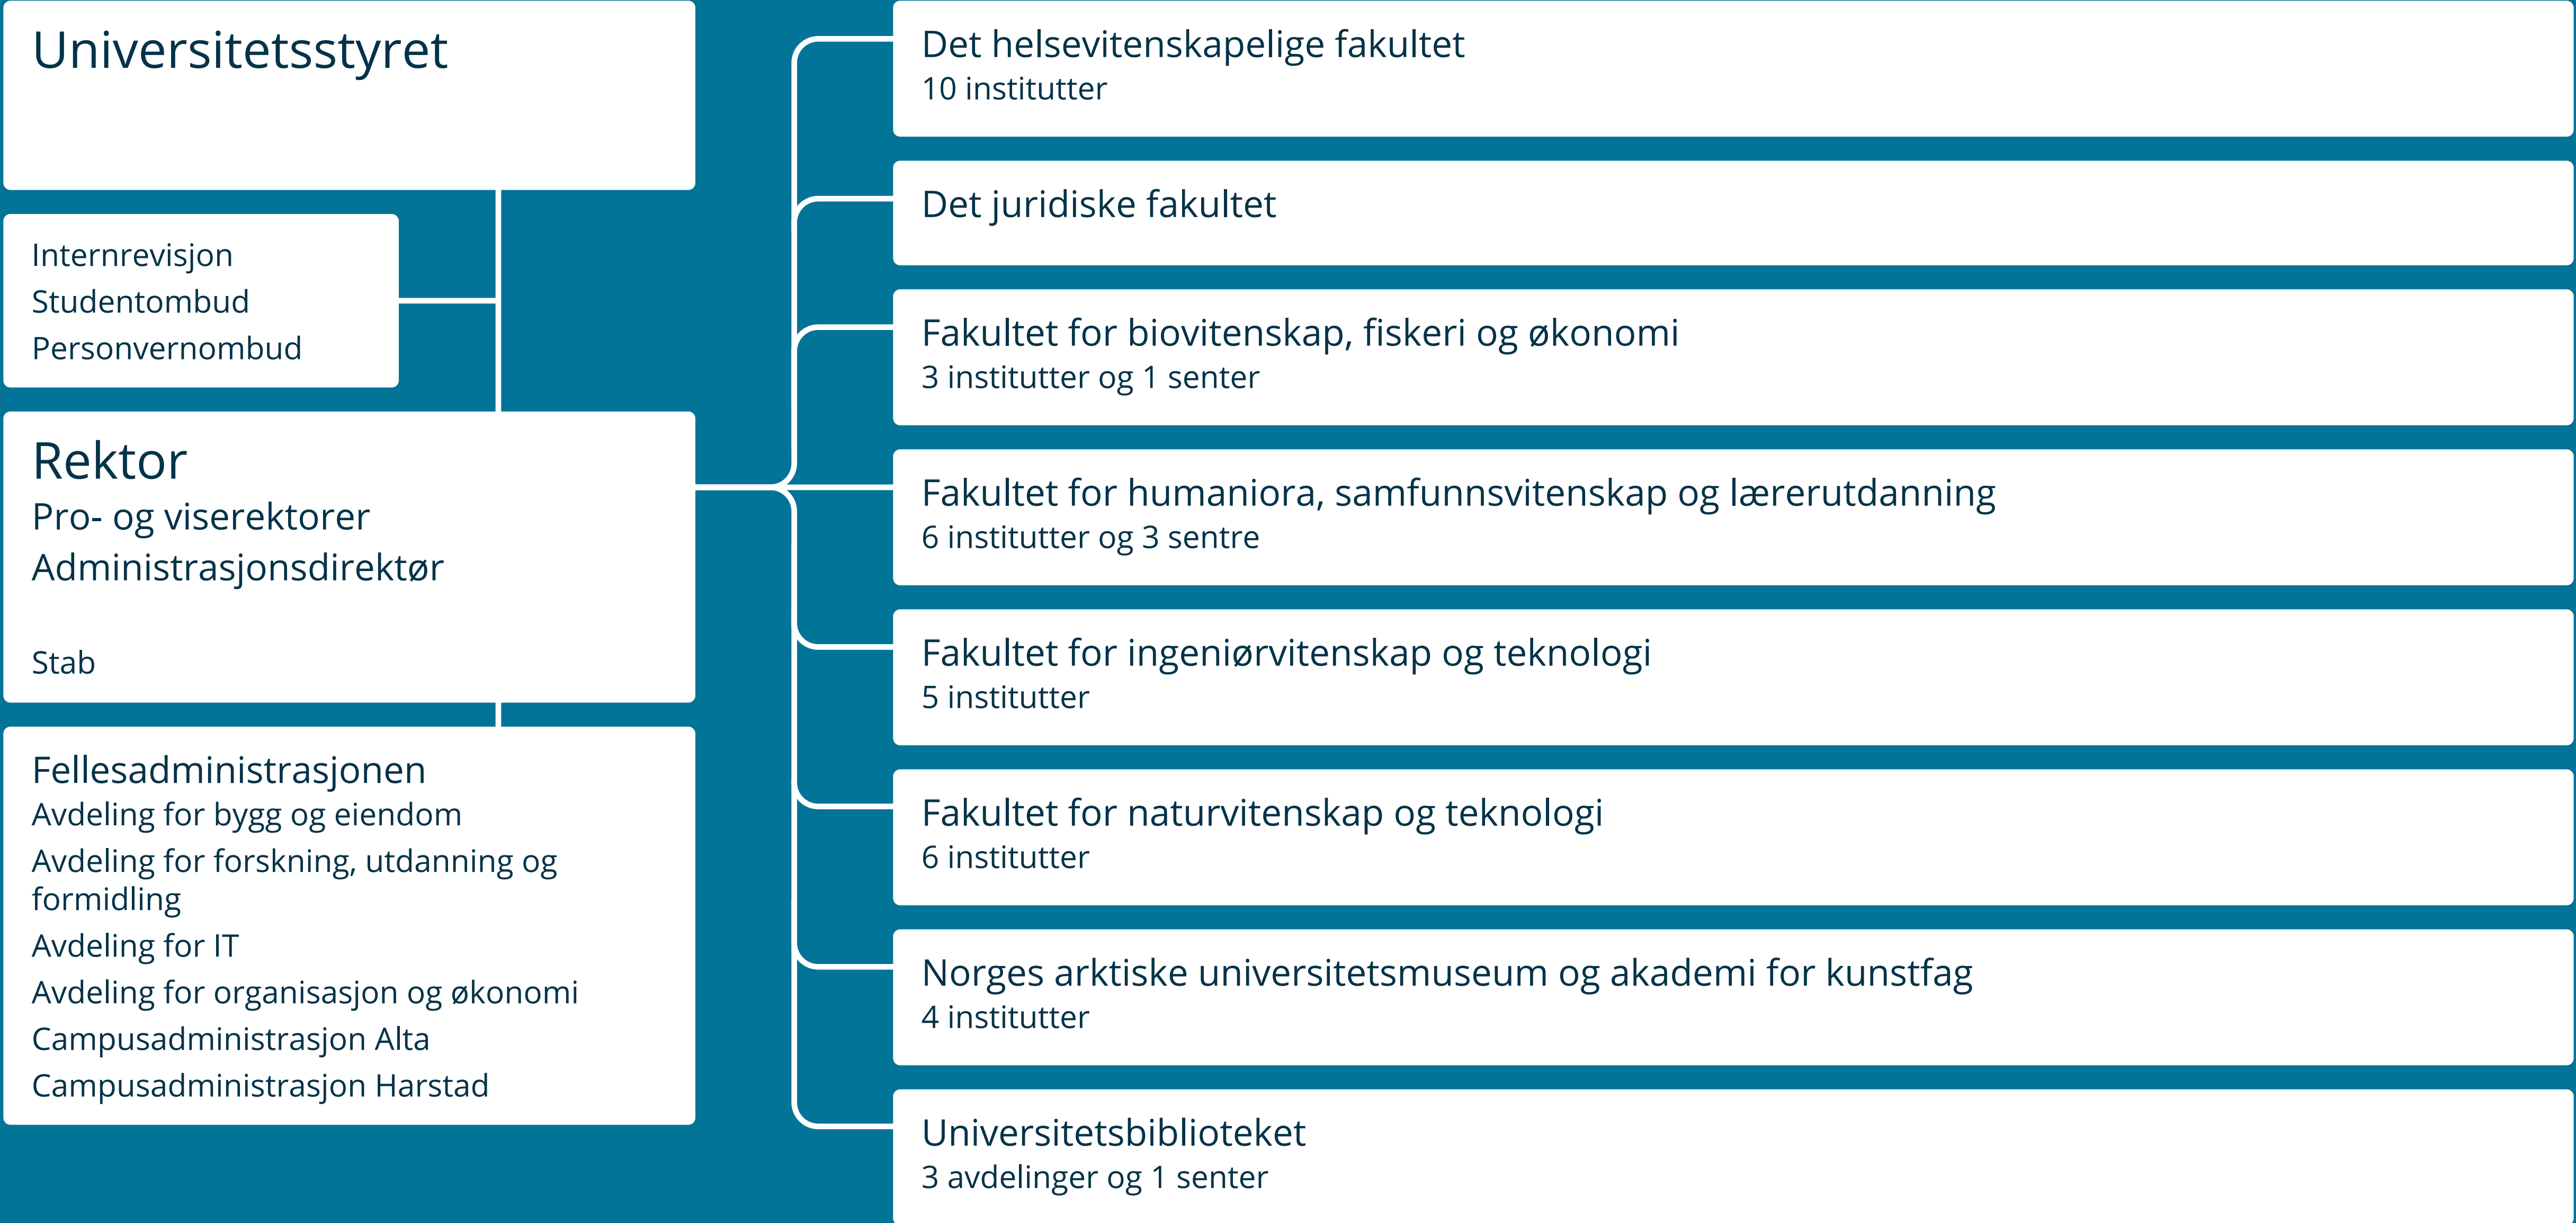 Universitetsstyret
Internrevisjon
Studentombud
Personvernombud
Rektor
Pro- og viserektorer
Administrasjonsdirektør
Stab
Fellesadministrasjonen
Avdeling for bygg og eiendom
Avdeling for forskning, utdanning og
formidling
Avdeling for IT
Avdeling for organisasjon og økonomi
Campusadministrasjon Alta
Campusadministrasjon Harstad
Det helsevitenskapelige fakultet
10 institutter
Det juridiske fakultet
Fakultet for biovitenskap, fiskeri og økonomi
3 institutter og 1 senter
Fakultet for humaniora, samfunnsvitenskap og lærerutdanning
6 institutter og 3 sentre
Fakultet for ingeniørvitenskap og teknologi
5 institutter
Fakultet for naturvitenskap og teknologi
6 institutter
Norges arktiske universitetsmuseum og akademi for kunstfag
4 institutter
Universitetsbiblioteket
3 avdelinger og 1 senter